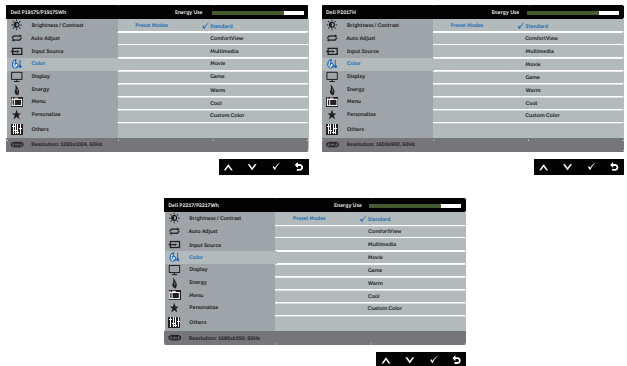 Dell P1917S/P1917SWh Energy Use
Brightness / Contrast Preset Modes ✓ Standard
Auto Adjust ComfortView
Input Source Multimedia
Color Movie
Display Game
Energy Warm
Menu Cool
Personalize Custom Color
Others
Resolution: 1280x1024, 60Hz
Dell P2017H Energy Use
Brightness / Contrast Preset Modes ✓ Standard
Auto Adjust ComfortView
Input Source Multimedia
Color Movie
Display Game
Energy Warm
Menu Cool
Personalize Custom Color
Others
Resolution: 1600x900, 60Hz
Dell P2217/P2217Wh Energy Use
Brightness / Contrast Preset Modes ✓ Standard
Auto Adjust ComfortView
Input Source Multimedia
Color Movie
Display Game
Energy Warm
Menu Cool
Personalize Custom Color
Others
Resolution: 1680x1050, 60Hz